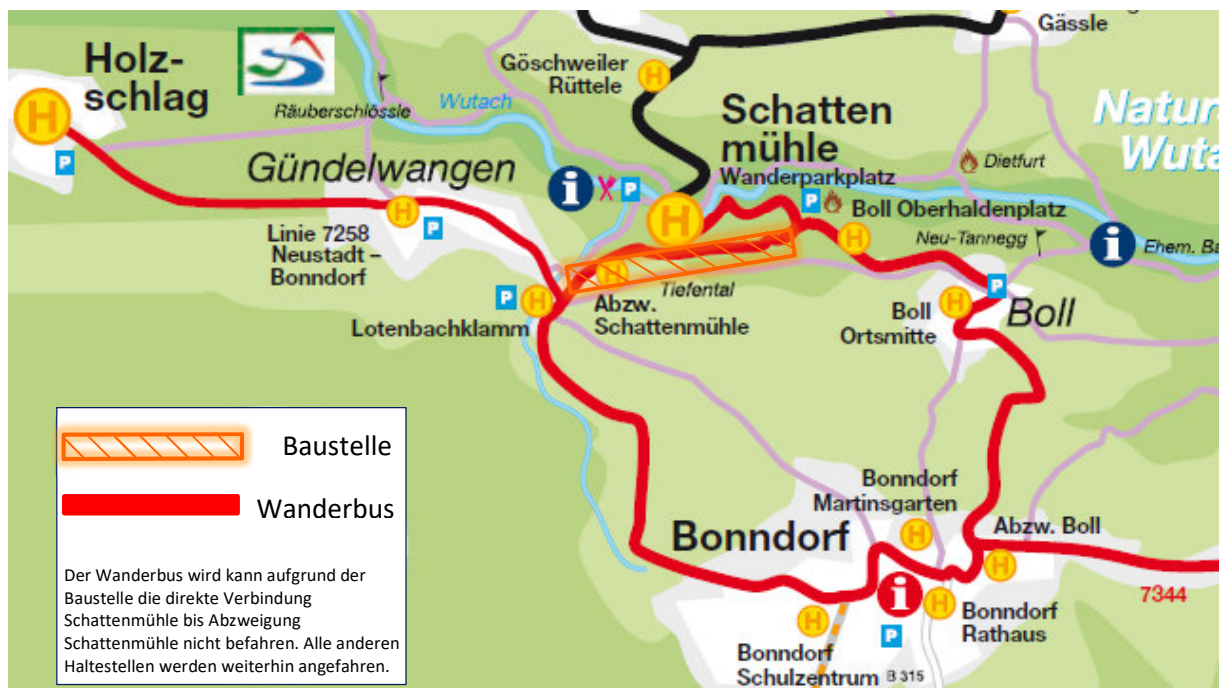 Gässle
Holz-
schlag
H
P
Räuberschlössle
Wutach
Göschweiler
Rüttele
H
Schatten
mühle
Wanderparkplatz
Natur
Wuta
Dietfurt
Gündelwangen
i
P
H
P
Boll Oberhaldenplatz
H
Neu-Tannegg
i
Ehem. Ba
H
P
Linie 7258
Neustadt –
Bonndorf
P
H
Lotenbachklamm
H
Abzw.
Schattenmühle
Tiefental
P
Boll
H
Boll
Ortsmitte
Baustelle
Wanderbus
Der Wanderbus wird kann aufgrund der
Baustelle die direkte Verbindung
Schattenmühle bis Abzweigung
Schattenmühle nicht befahren. Alle anderen
Haltestellen werden weiterhin angefahren.
Bonndorf
Martinsgarten
H
Bonndorf
Abzw. Boll
H
7344
i
P
H
Bonndorf
Rathaus
H
Bonndorf
Schulzentrum
B 315